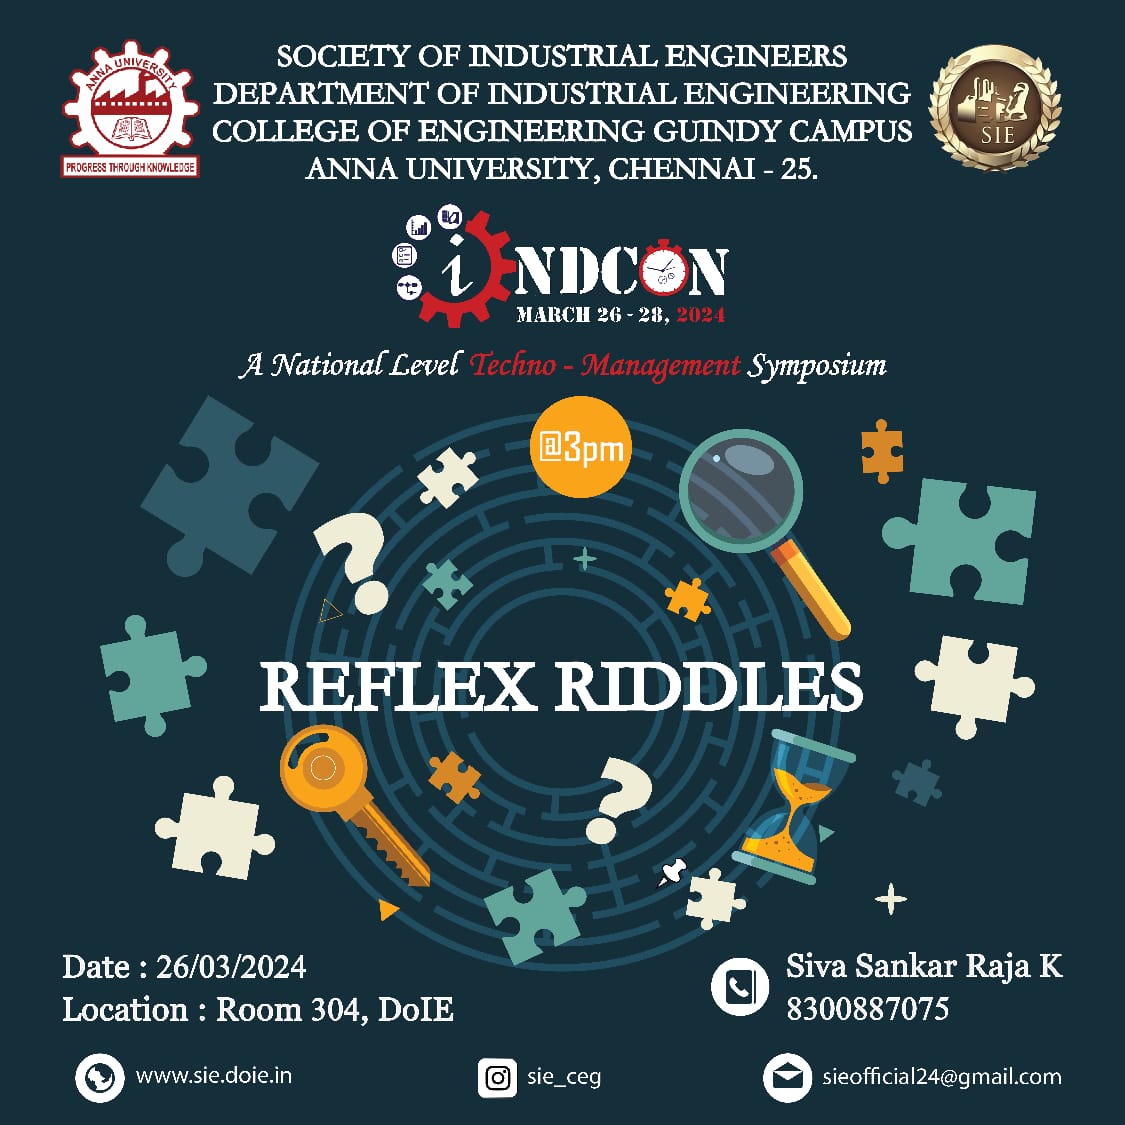 SOCIETY OF INDUSTRIAL ENGINEERS
DEPARTMENT OF INDUSTRIAL ENGINEERING
COLLEGE OF ENGINEERING GUINDY CAMPUS
ANNA UNIVERSITY, CHENNAI - 25.
ANNA UNIVERSITY
PROGRESS THROUGH KNOWLEDGE
SIE
iNDCON
MARCH 26 - 28, 2024
A National Level Techno - Management Symposium
@3pm
REFLEX RIDDLES
Date : 26/03/2024
Location : Room 304, DoIE
Siva Sankar Raja K
8300887075
www.sie.doie.in
sie_ceg
sieofficial24@gmail.com